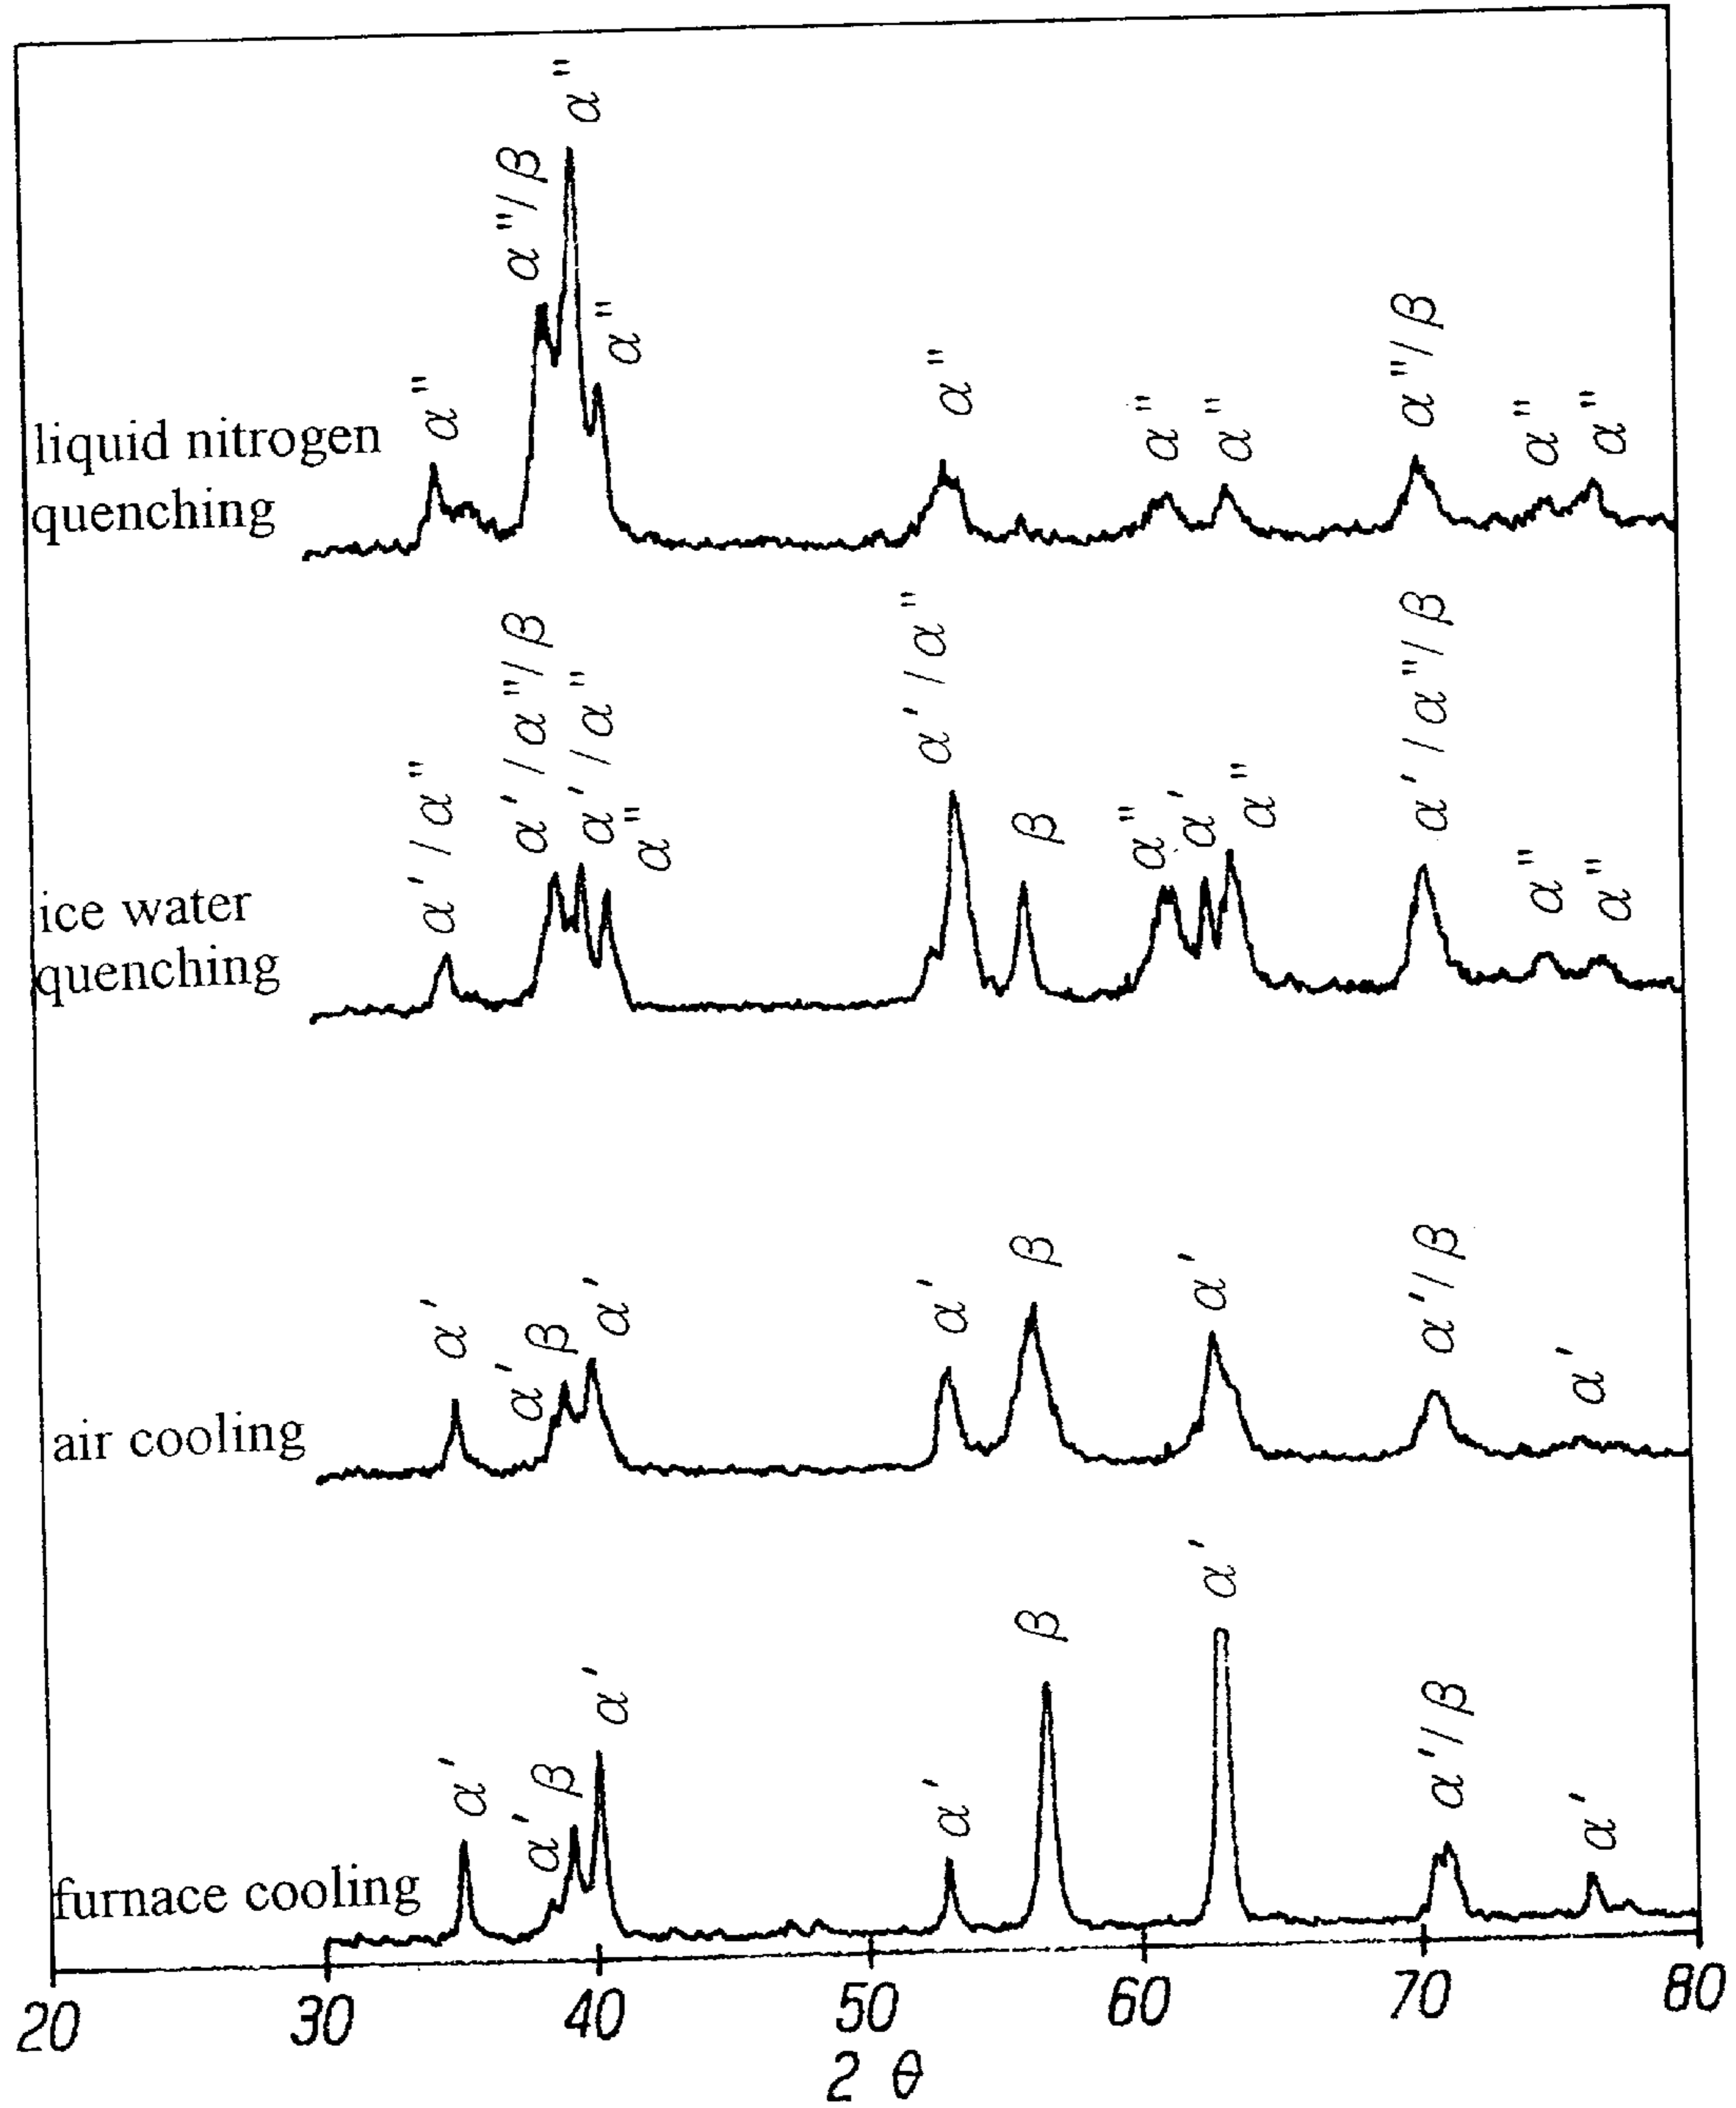 α" α"/β α" α" α" α" α" α"/β α" α"
liquid nitrogen
quenching
α'/α" α'/α"/β α'/α" α" α'/α" β α" α' α" α'/α"/β α" α"
ice water
quenching
α' α' β α' α' β α' α'/β α'
air cooling
α' α' β α' α' β α' α'/β α'
furnace cooling
20 30 40 50 60 70 80
2 θ